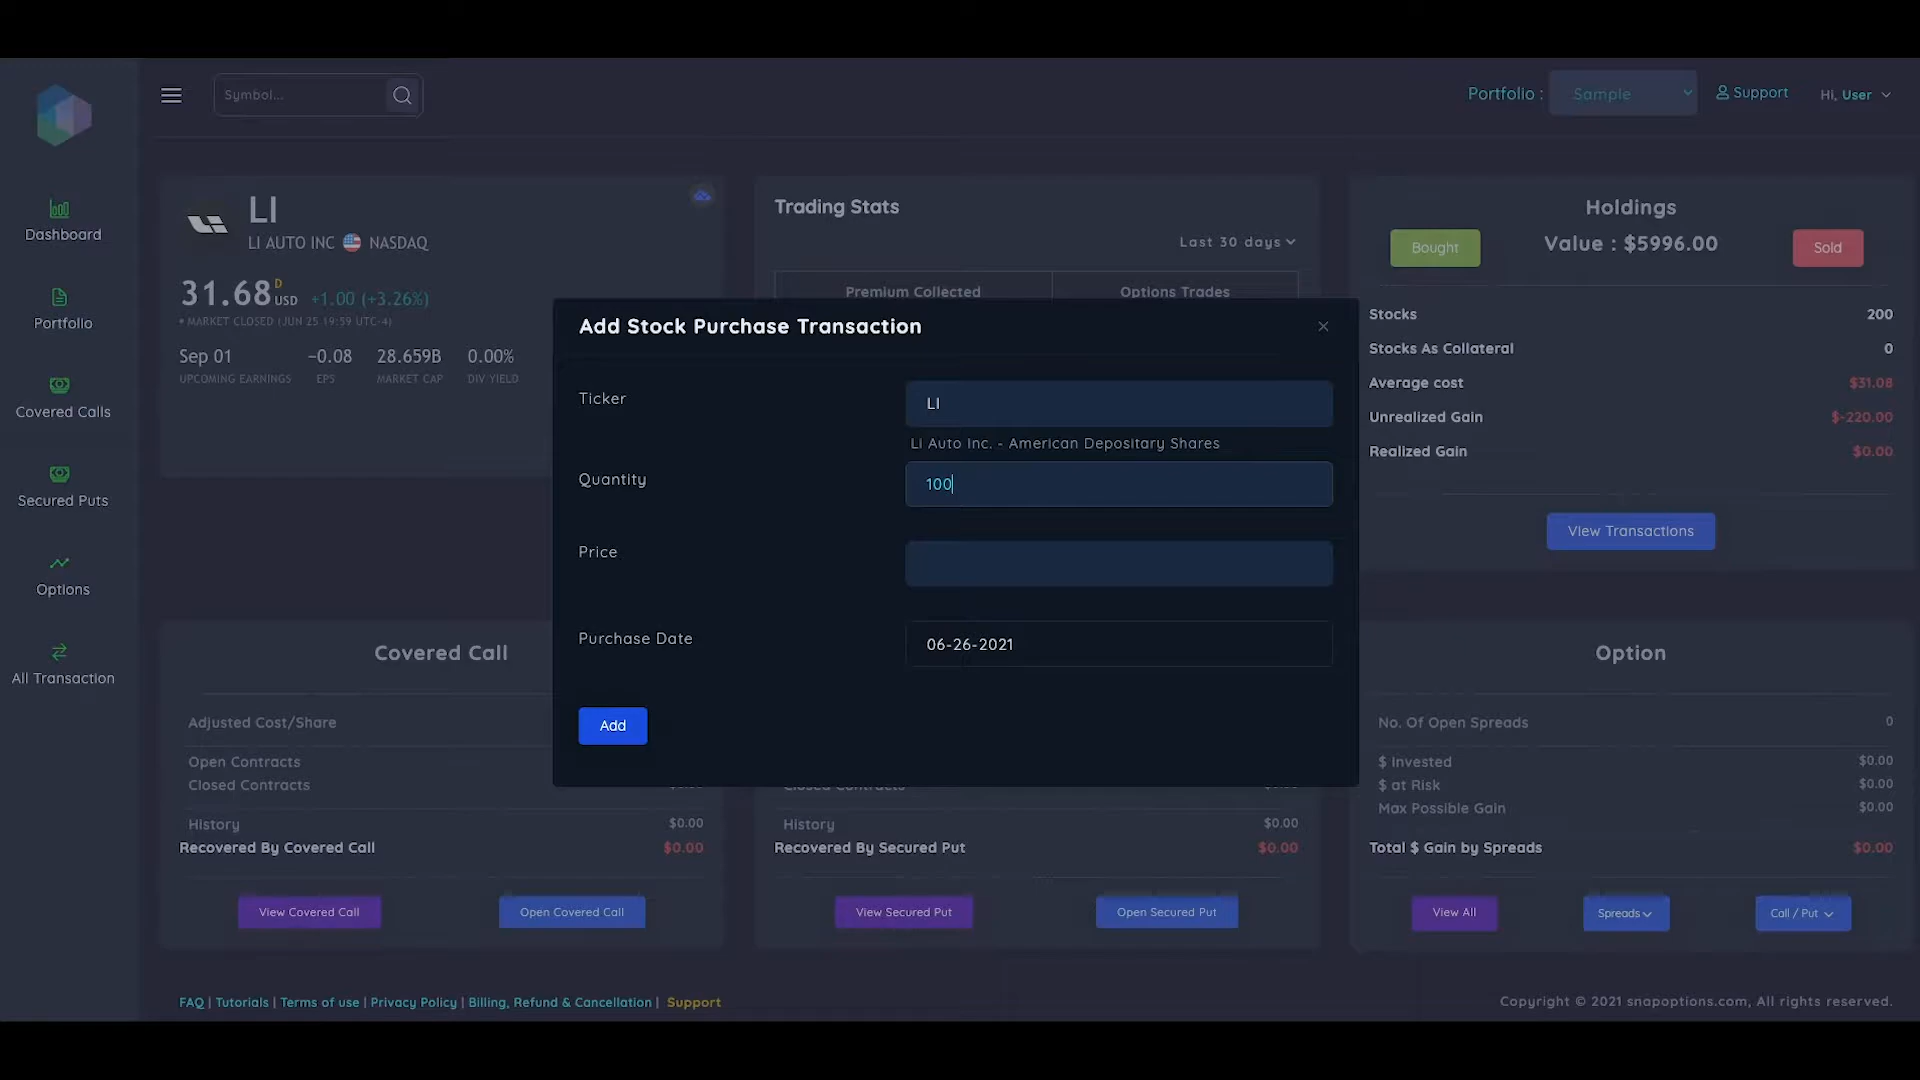 Symbol...
Portfolio :
Sample
Support
Hi, User
Dashboard
Portfolio
Covered Calls
Secured Puts
Options
All Transaction
LI
LI AUTO INC NASDAQ
31.68 D USD +1.00 (+3.26%)
• MARKET CLOSED (JUN 25 19:59 UTC-4)
Sep 01 −0.08 28.659B 0.00%
UPCOMING EARNINGS EPS MARKET CAP DIV YIELD
Trading Stats
Last 30 days
Premium Collected Options Trades
Holdings
Bought
Value : $5996.00
Sold
Stocks 200
Stocks As Collateral 0
Average cost $31.08
Unrealized Gain $-220.00
Realized Gain $0.00
View Transactions
Add Stock Purchase Transaction
×
Ticker LI
Li Auto Inc. - American Depositary Shares
Quantity 100
Price
Purchase Date 06-26-2021
Add
Covered Call
Adjusted Cost/Share
Open Contracts
Closed Contracts
History $0.00
Recovered By Covered Call $0.00
View Covered Call Open Covered Call
Closed Contracts
History $0.00
Recovered By Secured Put $0.00
View Secured Put Open Secured Put
Option
No. Of Open Spreads 0
$ Invested $0.00
$ at Risk $0.00
Max Possible Gain $0.00
Total $ Gain by Spreads $0.00
View All Spreads Call / Put
FAQ | Tutorials | Terms of use | Privacy Policy | Billing, Refund & Cancellation | Support
Copyright © 2021 snapoptions.com, All rights reserved.